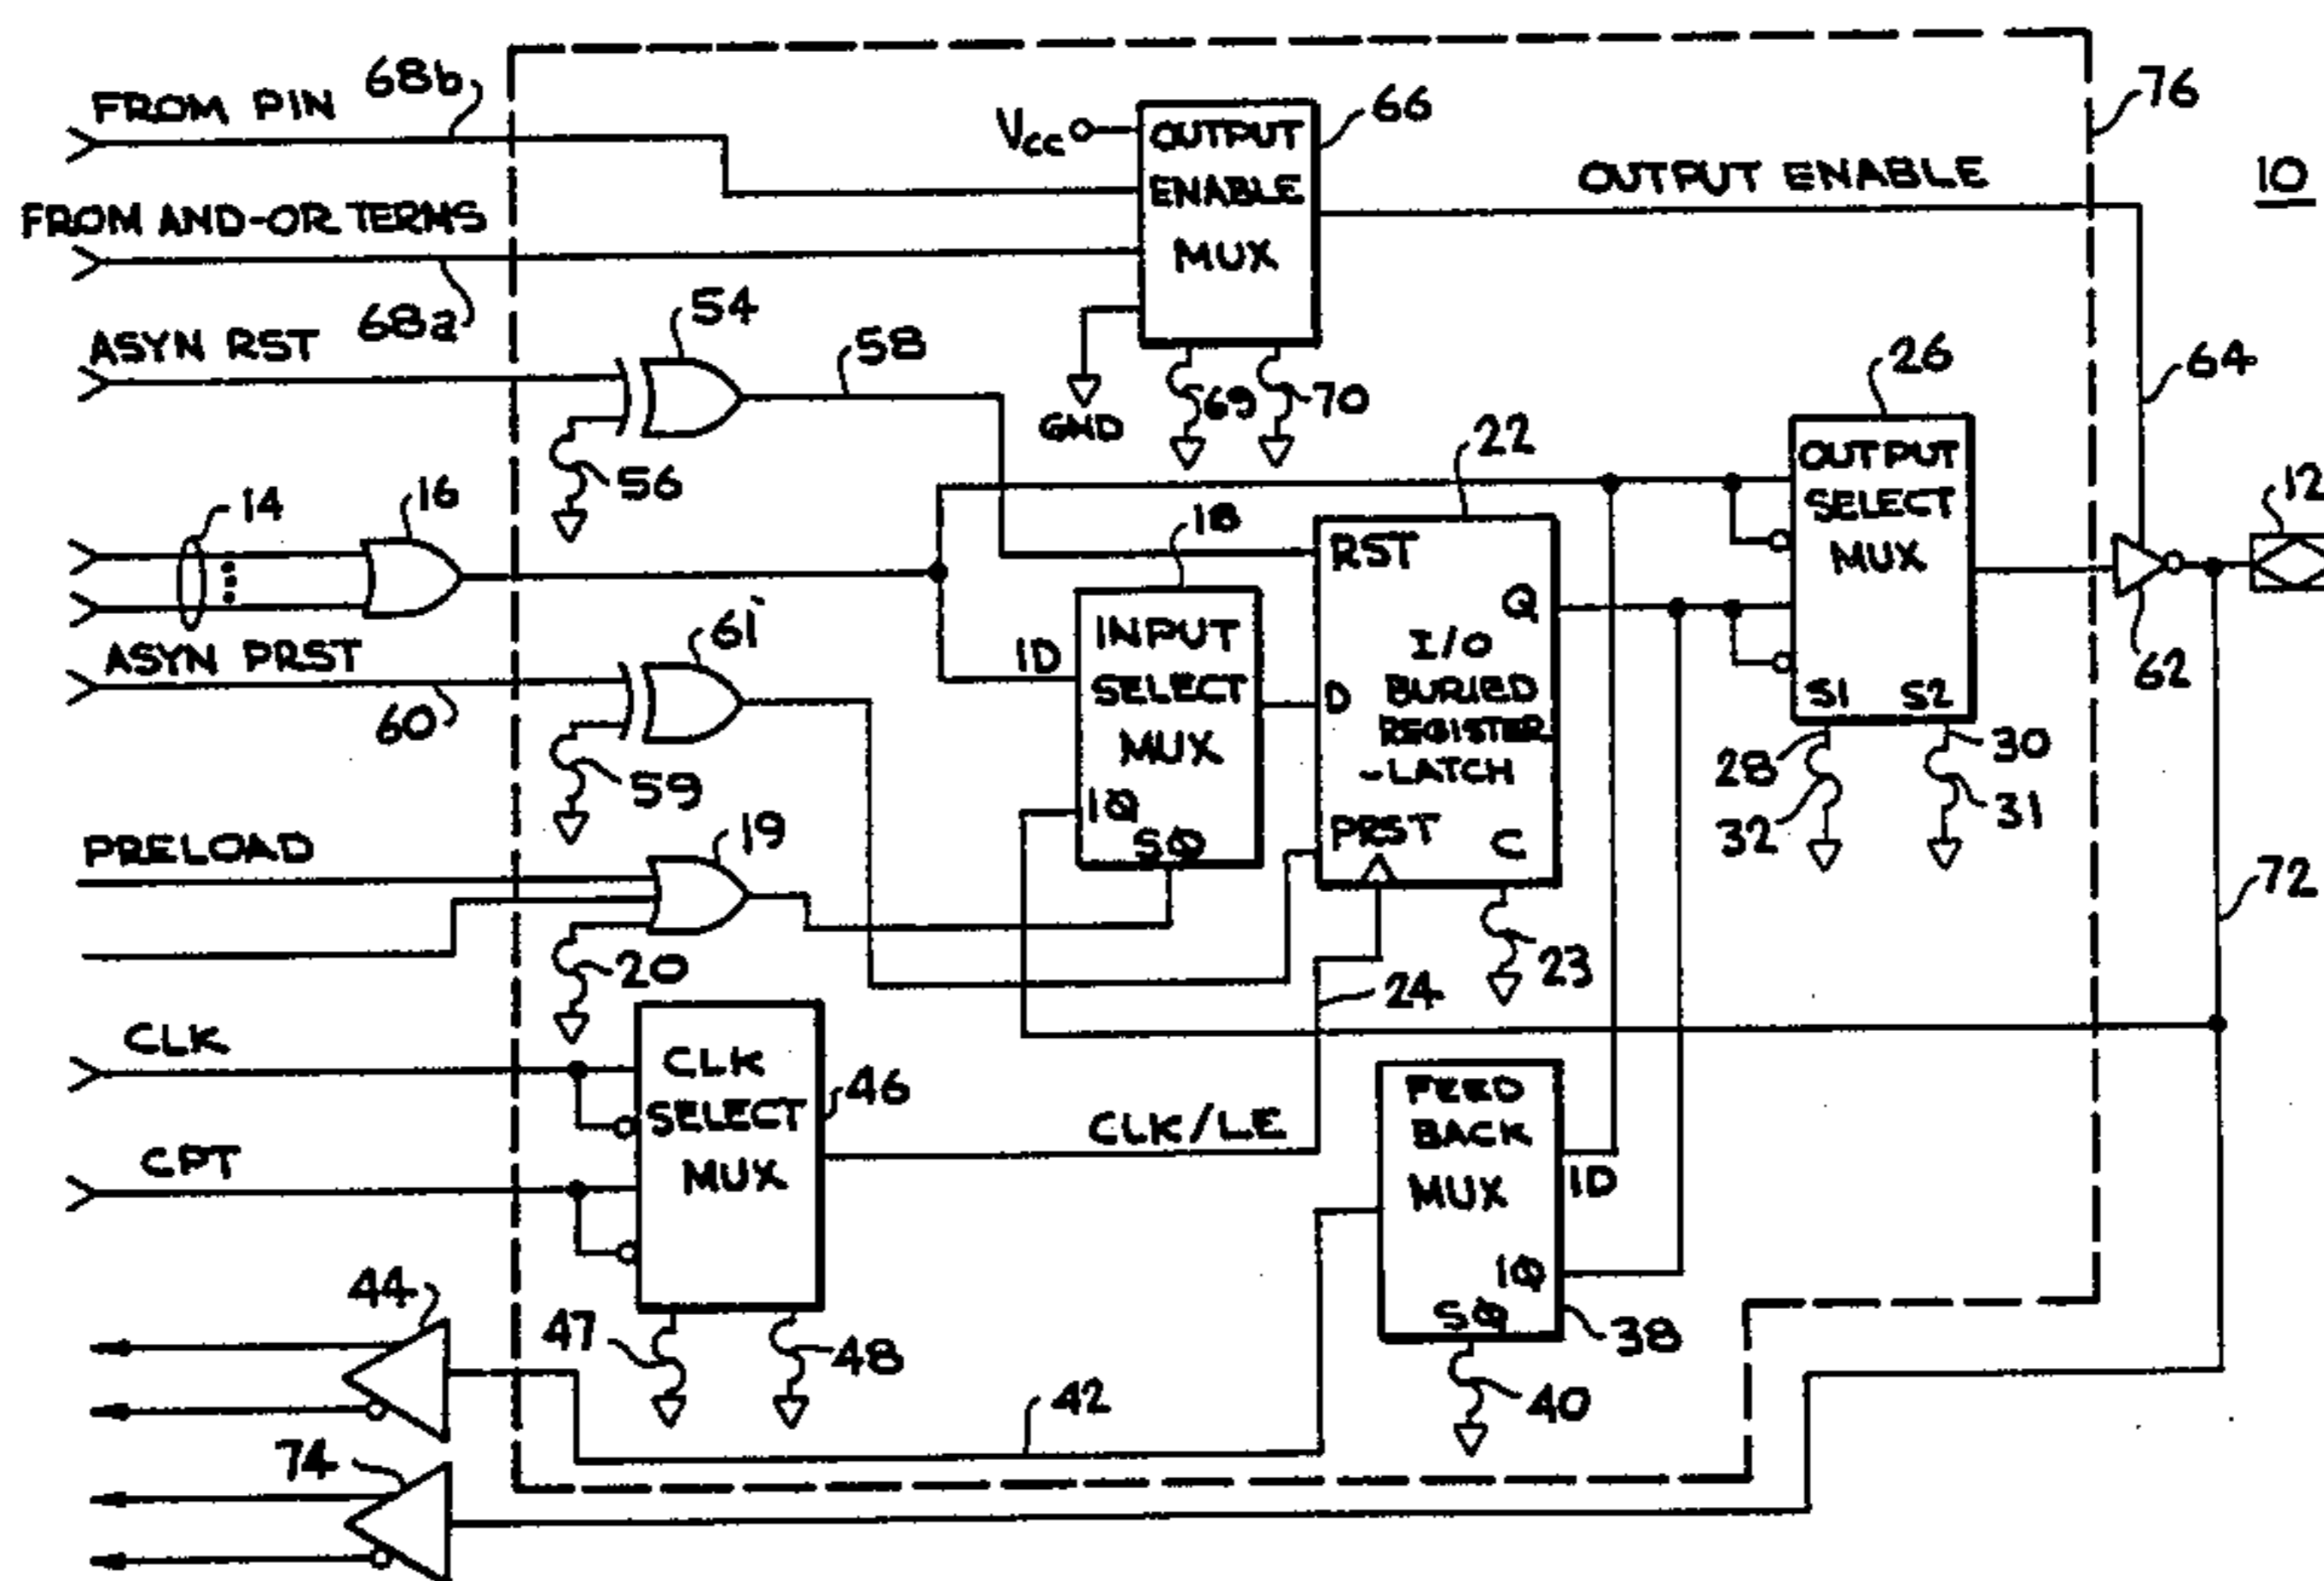 FROM PIN 68b
FROM AND-OR TERMS
68a
VCC
OUTPUT
ENABLE
MUX
66
OUTPUT ENABLE
76
10
GND
69
70
ASYN RST
54
58
56
14
16
ASYN PRST
60
61
59
18
1D
INPUT
SELECT
MUX
1Q
SØ
22
RST
Q
I/O
BURIED
REGISTER
-LATCH
D
PRST
C
23
24
26
OUTPUT
SELECT
MUX
S1 S2
28
32
30
31
64
62
12
72
PRELOAD
19
20
CLK
CPT
CLK
SELECT
MUX
46
47
48
CLK/LE
FEED
BACK
MUX
1D
1Q
SØ
38
40
42
44
74